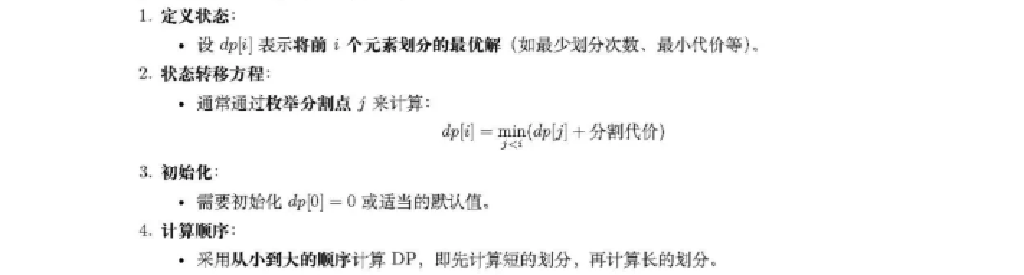 1. 定义状态：
• 设 dp[i] 表示将前 i 个元素划分的最优解（如最少划分次数、最小代价等）。
2. 状态转移方程：
• 通常通过枚举分割点 j 来计算：
dp[i] = min(dp[j] + 分割代价)
j<i
3. 初始化：
• 需要初始化 dp[0] = 0 或适当的默认值。
4. 计算顺序：
• 采用从小到大的顺序计算 DP，即先计算短的划分，再计算长的划分。